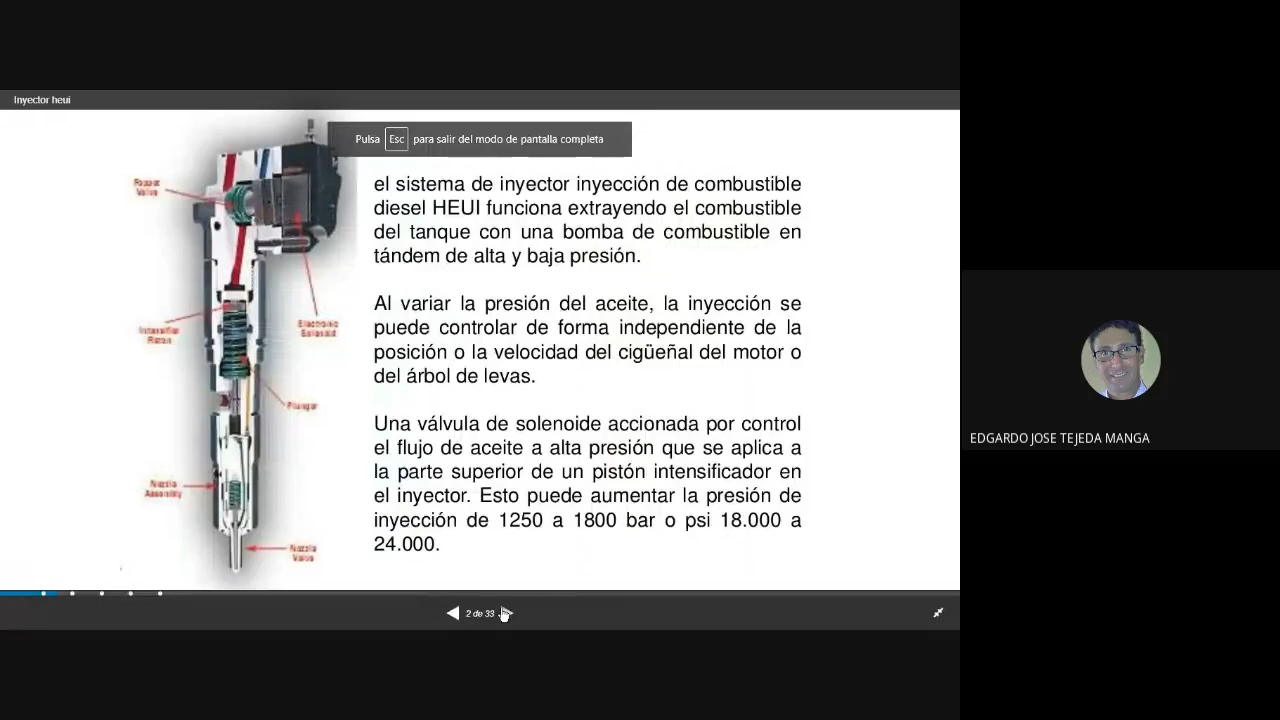 Inyector heui
Pulsa Esc para salir del modo de pantalla completa
Poppet
Valve
el sistema de inyector inyección de combustible
diesel HEUI funciona extrayendo el combustible
del tanque con una bomba de combustible en
tándem de alta y baja presión.
Al variar la presión del aceite, la inyección se
puede controlar de forma independiente de la
posición o la velocidad del cigüeñal del motor o
del árbol de levas.
Una válvula de solenoide accionada por control
el flujo de aceite a alta presión que se aplica a
la parte superior de un pistón intensificador en
el inyector. Esto puede aumentar la presión de
inyección de 1250 a 1800 bar o psi 18.000 a
24.000.
Intensifier
Electronic
Solenoid
Plunger
Nozzle
Assembly
Nozzle
Valve
2 de 33
EDGARDO JOSE TEJEDA MANGA